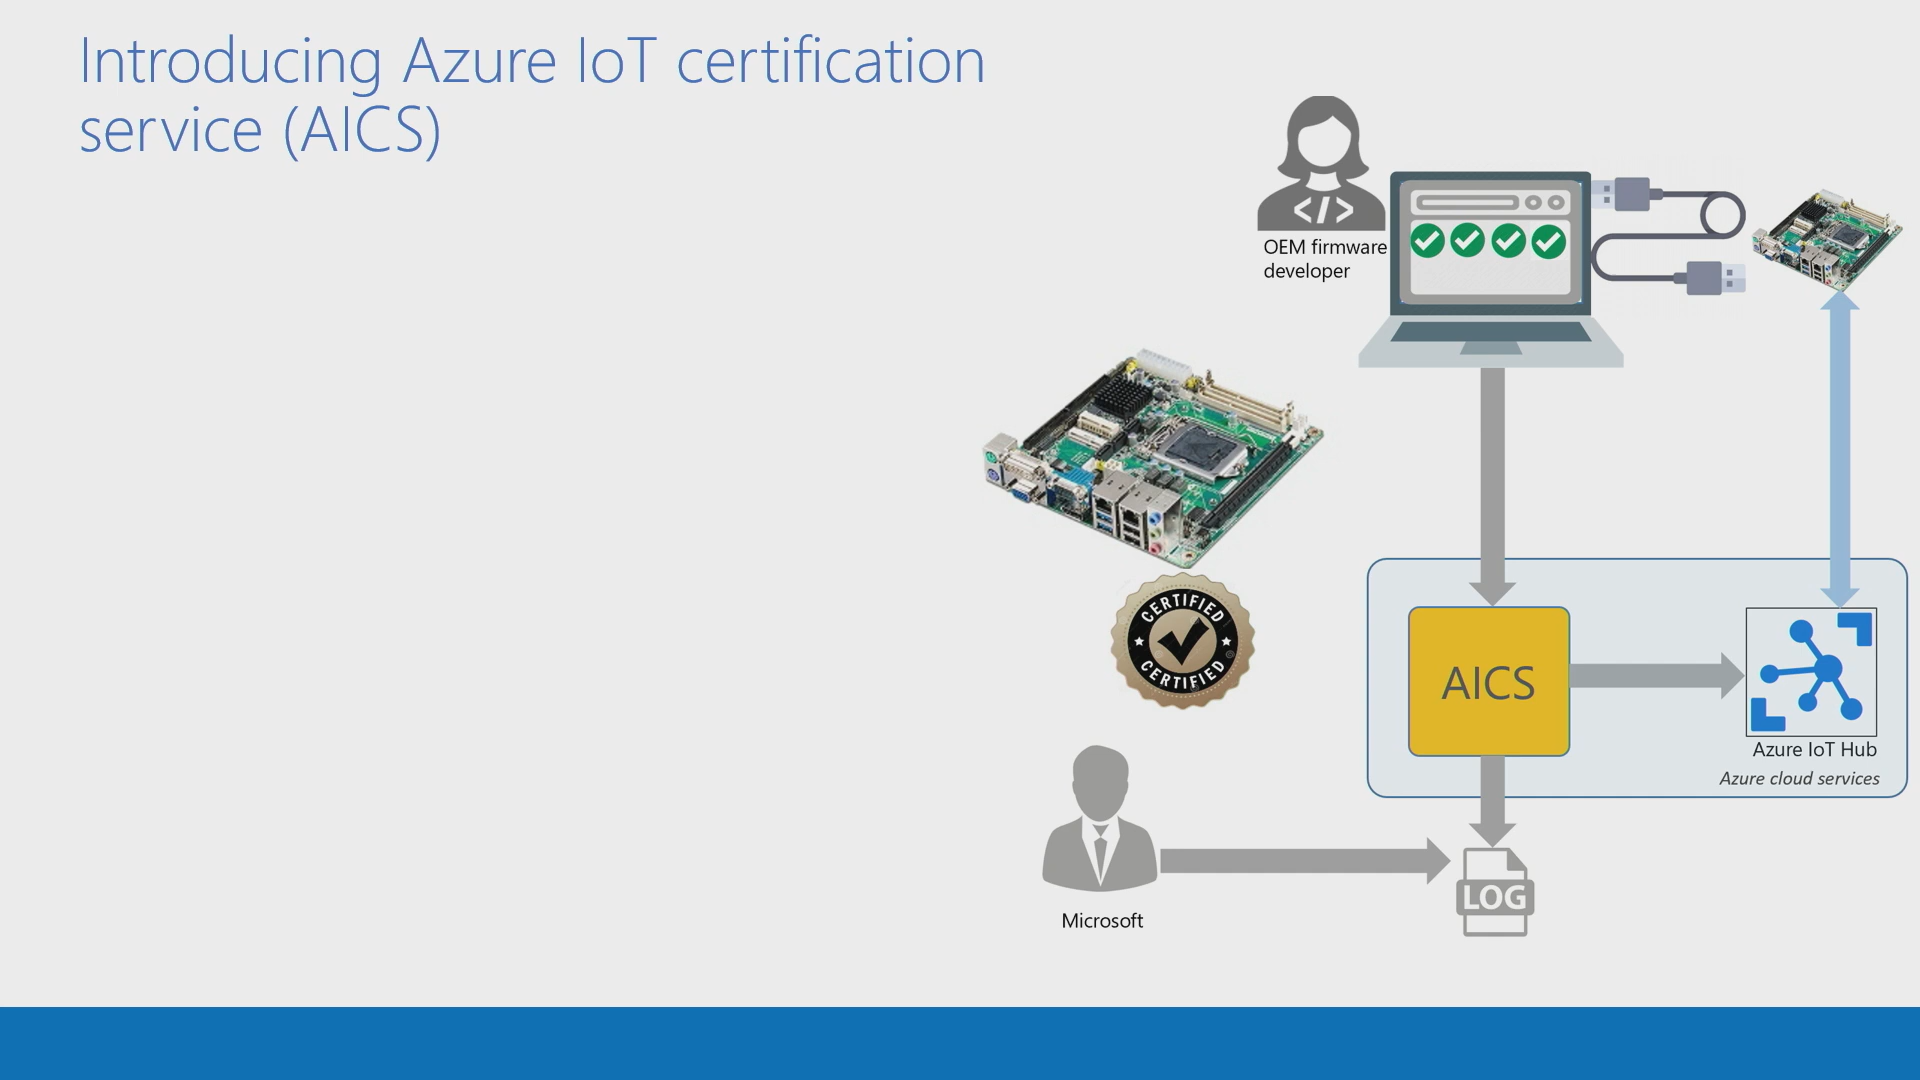 Introducing Azure IoT certification
service (AICS)
</>
OEM firmware
developer
CERTIFIED
CERTIFIED
AICS
Azure IoT Hub
Azure cloud services
LOG
Microsoft